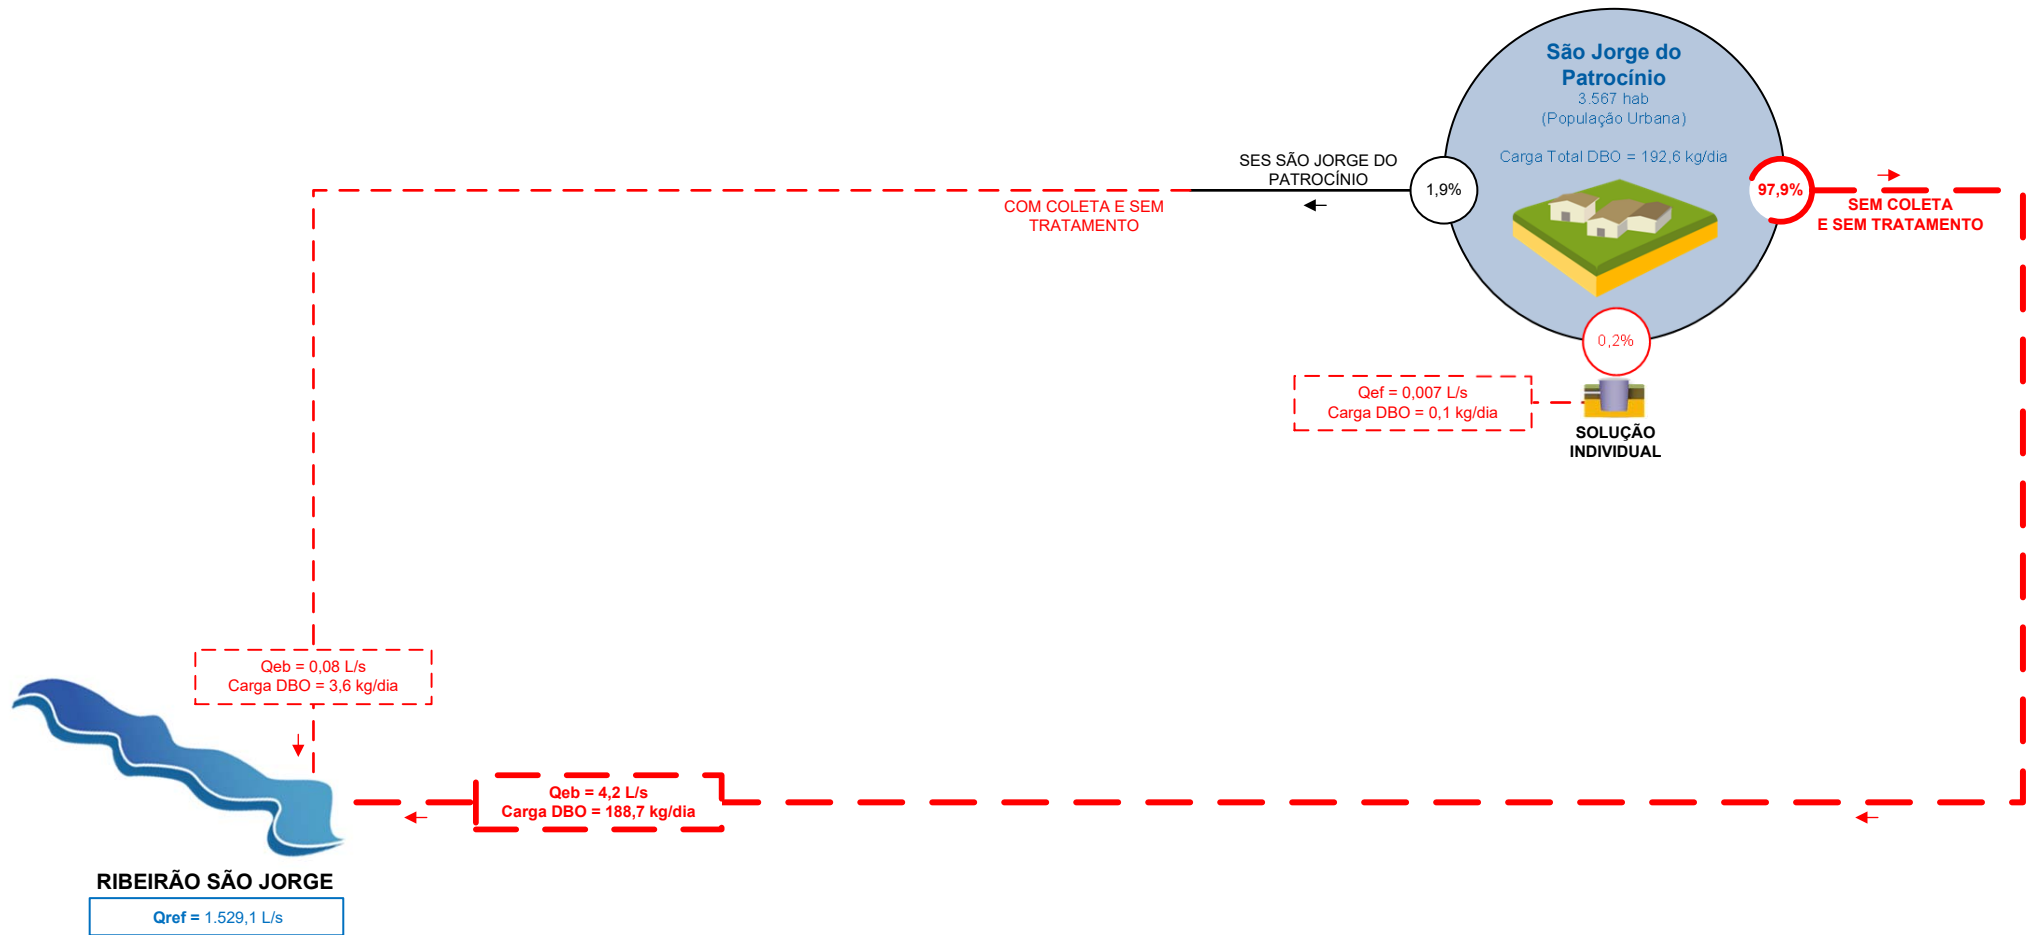 São Jorge do
Patrocínio
3.567 hab
(População Urbana)
Carga Total DBO = 192,6 kg/dia
SES SÃO JORGE DO
PATROCÍNIO
1,9%
97,9%
COM COLETA E SEM
TRATAMENTO
SEM COLETA
E SEM TRATAMENTO
0,2%
Qef = 0,007 L/s
Carga DBO = 0,1 kg/dia
SOLUÇÃO
INDIVIDUAL
Qeb = 0,08 L/s
Carga DBO = 3,6 kg/dia
Qeb = 4,2 L/s
Carga DBO = 188,7 kg/dia
RIBEIRÃO SÃO JORGE
Qref = 1.529,1 L/s